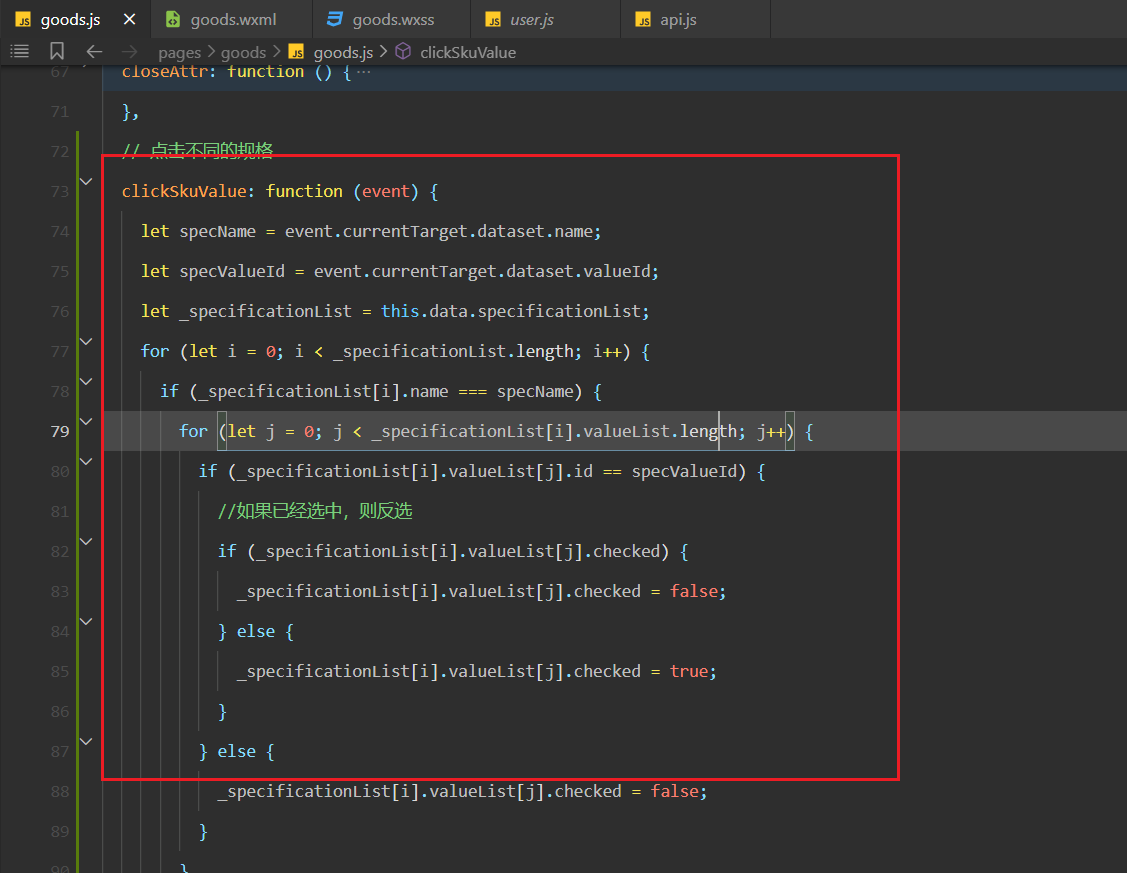 JS goods.js × goods.wxml goods.wxss JS user.js JS api.js
pages > goods > JS goods.js > clickSkuValue
67 closeAttr: function () {···
71 },
72 // 点击不同的规格
73 clickSkuValue: function (event) {
74 let specName = event.currentTarget.dataset.name;
75 let specValueId = event.currentTarget.dataset.valueId;
76 let _specificationList = this.data.specificationList;
77 for (let i = 0; i < _specificationList.length; i++) {
78 if (_specificationList[i].name === specName) {
79 for (let j = 0; j < _specificationList[i].valueList.length; j++) {
80 if (_specificationList[i].valueList[j].id == specValueId) {
81 //如果已经选中，则反选
82 if (_specificationList[i].valueList[j].checked) {
83 _specificationList[i].valueList[j].checked = false;
84 } else {
85 _specificationList[i].valueList[j].checked = true;
86 }
87 } else {
88 _specificationList[i].valueList[j].checked = false;
89 }
90 }